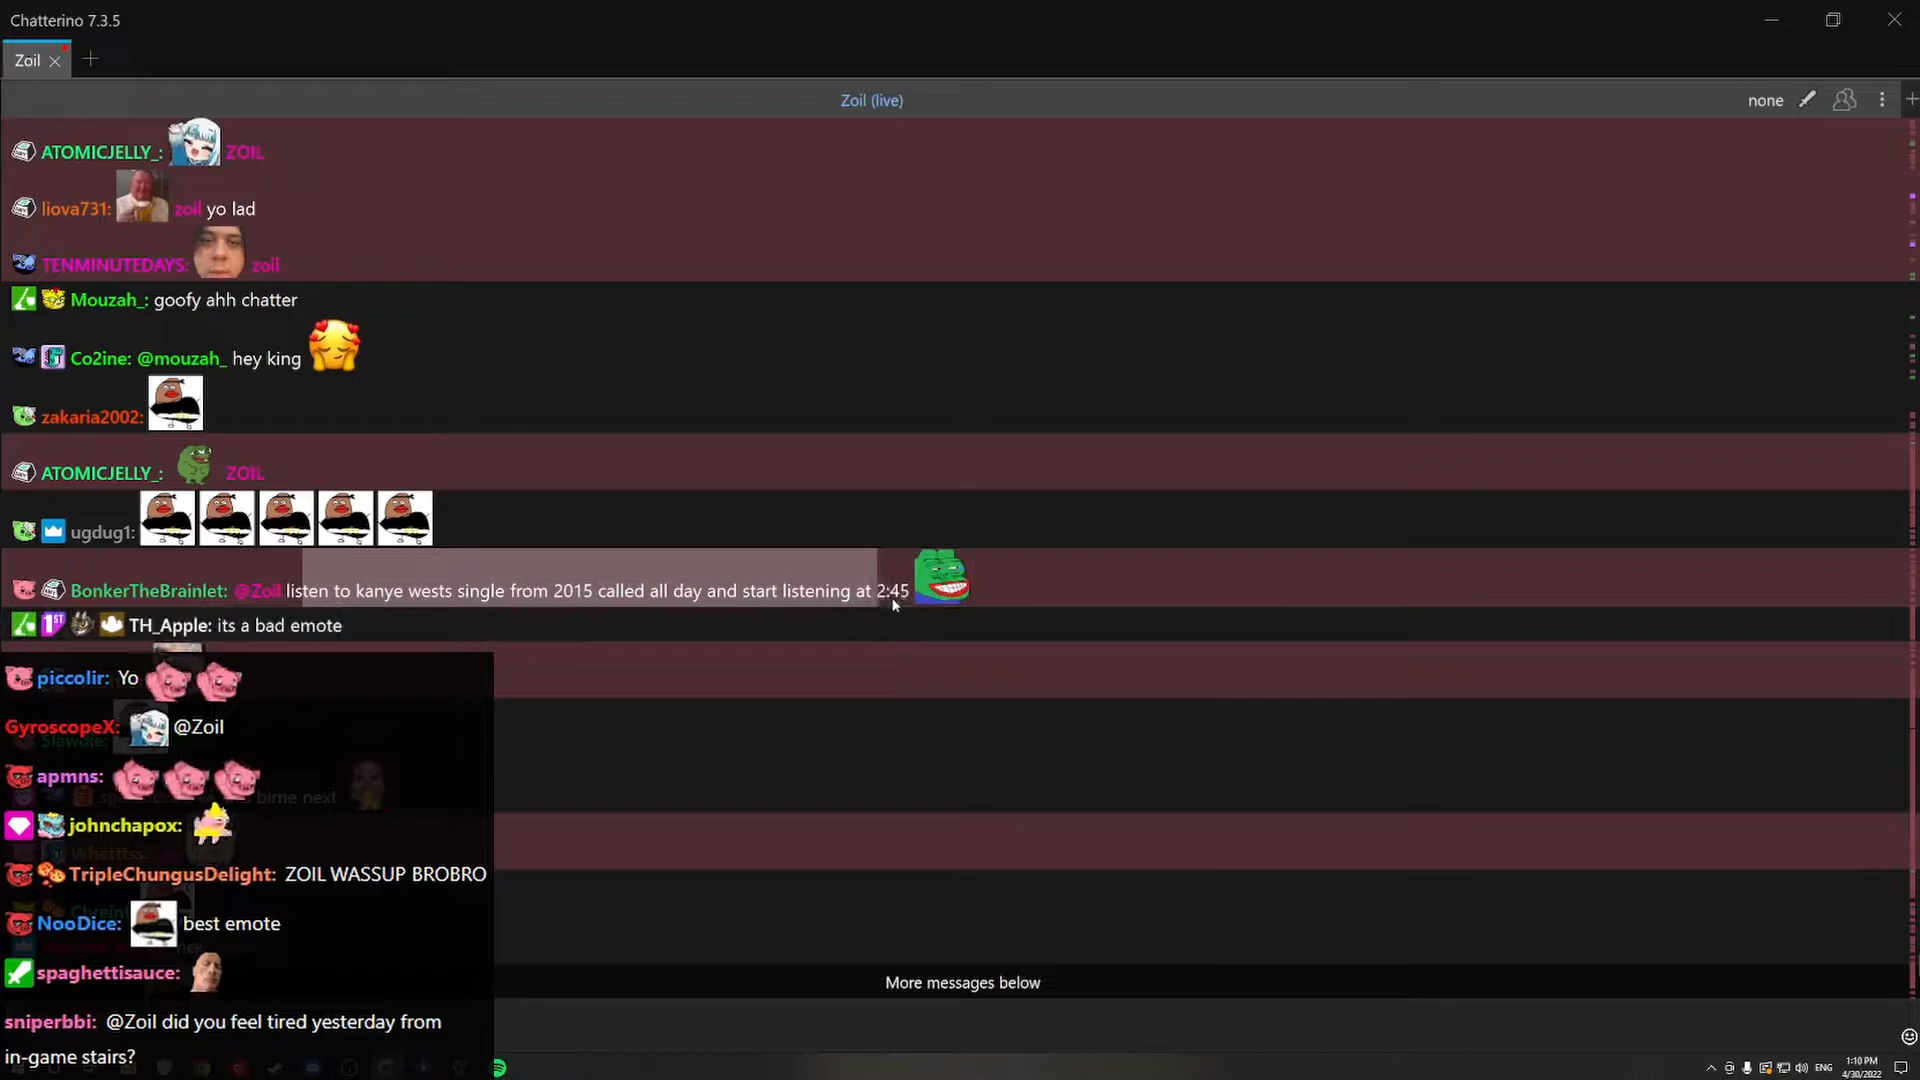 Chatterino 7.3.5
Zoil
Zoil (live)
none
ATOMICJELLY_: ZOIL
liova731: zoil yo lad
TENMINUTEDAYS: zoil
Mouzah_: goofy ahh chatter
Co2ine: @mouzah_ hey king
zakaria2002:
ATOMICJELLY_: ZOIL
ugdug1:
BonkerTheBrainlet: @Zoil listen to kanye wests single from 2015 called all day and start listening at 2:45
1ST TH_Apple: its a bad emote
piccolir: Yo
GyroscopeX: @Zoil
Slawole:
apmns:
bime next
johnchapox:
TripleChungusDelight: ZOIL WASSUP BROBRO
NooDice: best emote
spaghettisauce:
More messages below
sniperbbi: @Zoil did you feel tired yesterday from
in-game stairs?
ENG
1:10 PM
4/30/2022